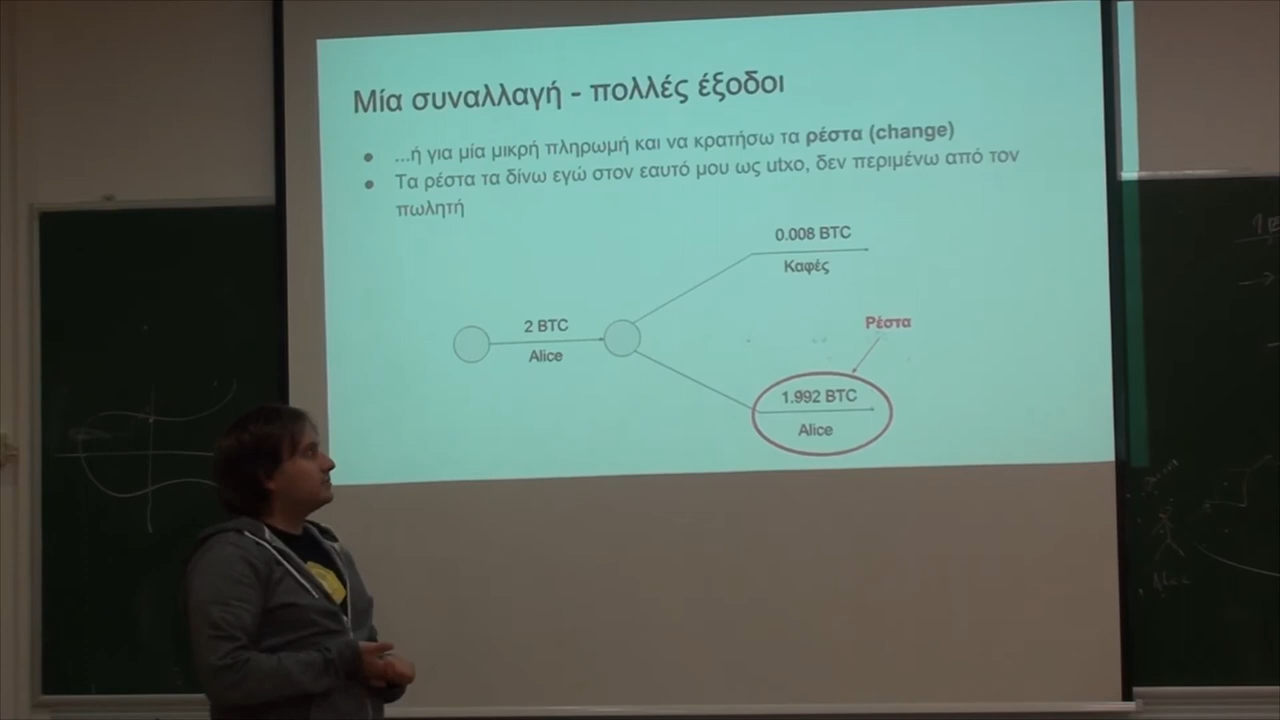 Μία συναλλαγή - πολλές έξοδοι
...ή για μία μικρή πληρωμή και να κρατήσω τα ρέστα (change)
Τα ρέστα τα δίνω εγώ στον εαυτό μου ως utxo, δεν περιμένω από τον
πωλητή
0.008 BTC
Καφές
2 BTC
Alice
Ρέστα
1.992 BTC
Alice
Alice